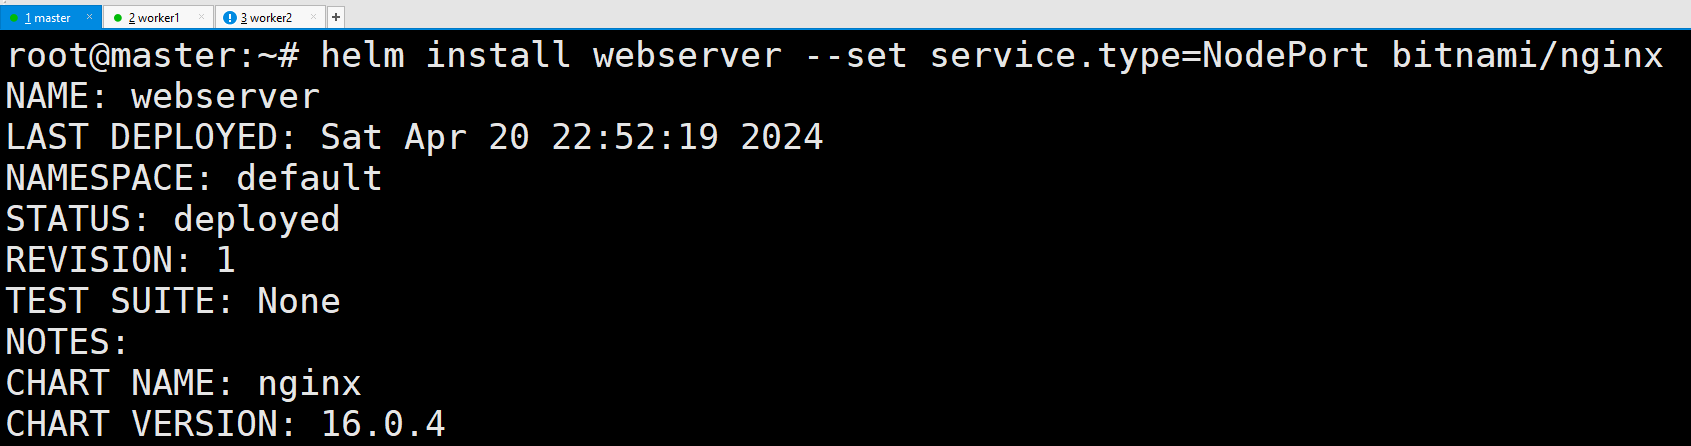 1 master × 2 worker1 × 3 worker2 × +
root@master:~# helm install webserver --set service.type=NodePort bitnami/nginx
NAME: webserver
LAST DEPLOYED: Sat Apr 20 22:52:19 2024
NAMESPACE: default
STATUS: deployed
REVISION: 1
TEST SUITE: None
NOTES:
CHART NAME: nginx
CHART VERSION: 16.0.4